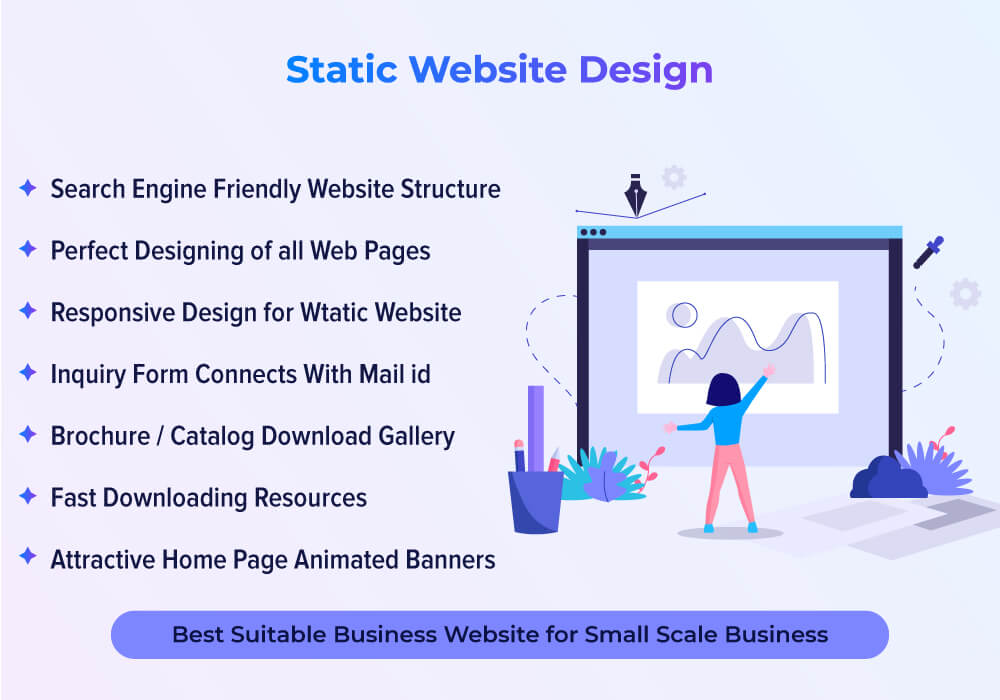 Static Website Design
Search Engine Friendly Website Structure
Perfect Designing of all Web Pages
Responsive Design for Wtatic Website
Inquiry Form Connects With Mail id
Brochure / Catalog Download Gallery
Fast Downloading Resources
Attractive Home Page Animated Banners
Best Suitable Business Website for Small Scale Business